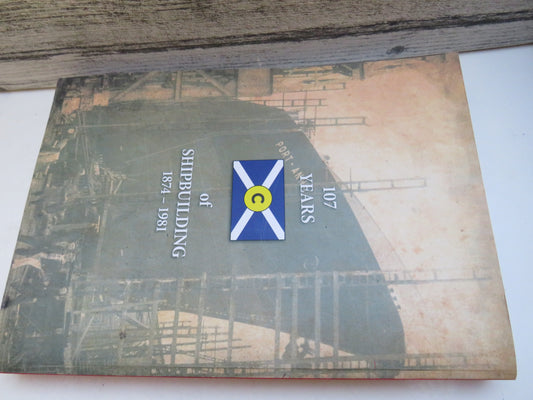 107
YEARS
C
of
SHIPBUILDING
1874 – 1981